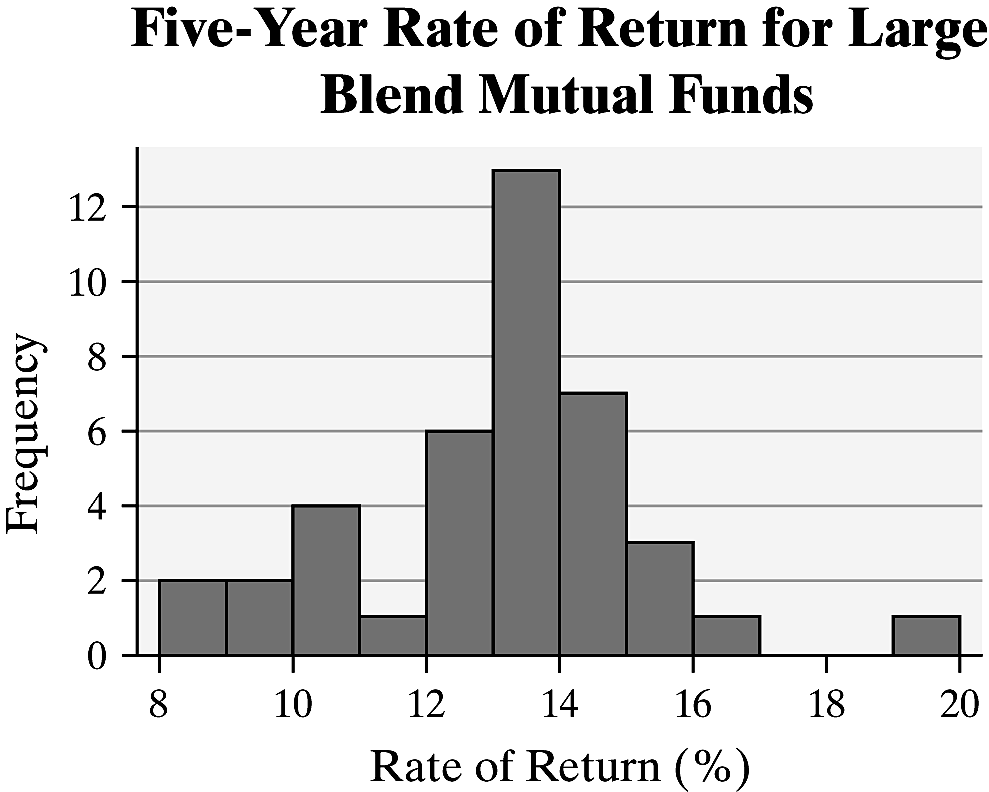 Five-Year Rate of Return for Large
Blend Mutual Funds
Frequency
12
10
8
6
4
2
0
8 10 12 14 16 18 20
Rate of Return (%)